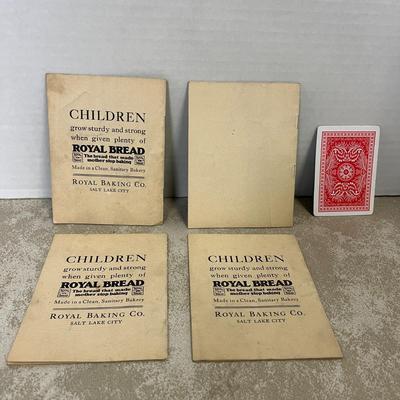 CHILDREN
grow sturdy and strong
when given plenty of
ROYAL BREAD
The bread that made
mother stop baking
Made in a Clean, Sanitary Bakery
ROYAL BAKING CO.
SALT LAKE CITY
CHILDREN
grow sturdy and strong
when given plenty of
ROYAL BREAD
The bread that made
mother stop baking
Made in a Clean, Sanitary Bakery
ROYAL BAKING CO.
SALT LAKE CITY
CHILDREN
grow sturdy and strong
when given plenty of
ROYAL BREAD
The bread that made
mother stop baking
Made in a Clean, Sanitary Bakery
ROYAL BAKING CO.
SALT LAKE CITY